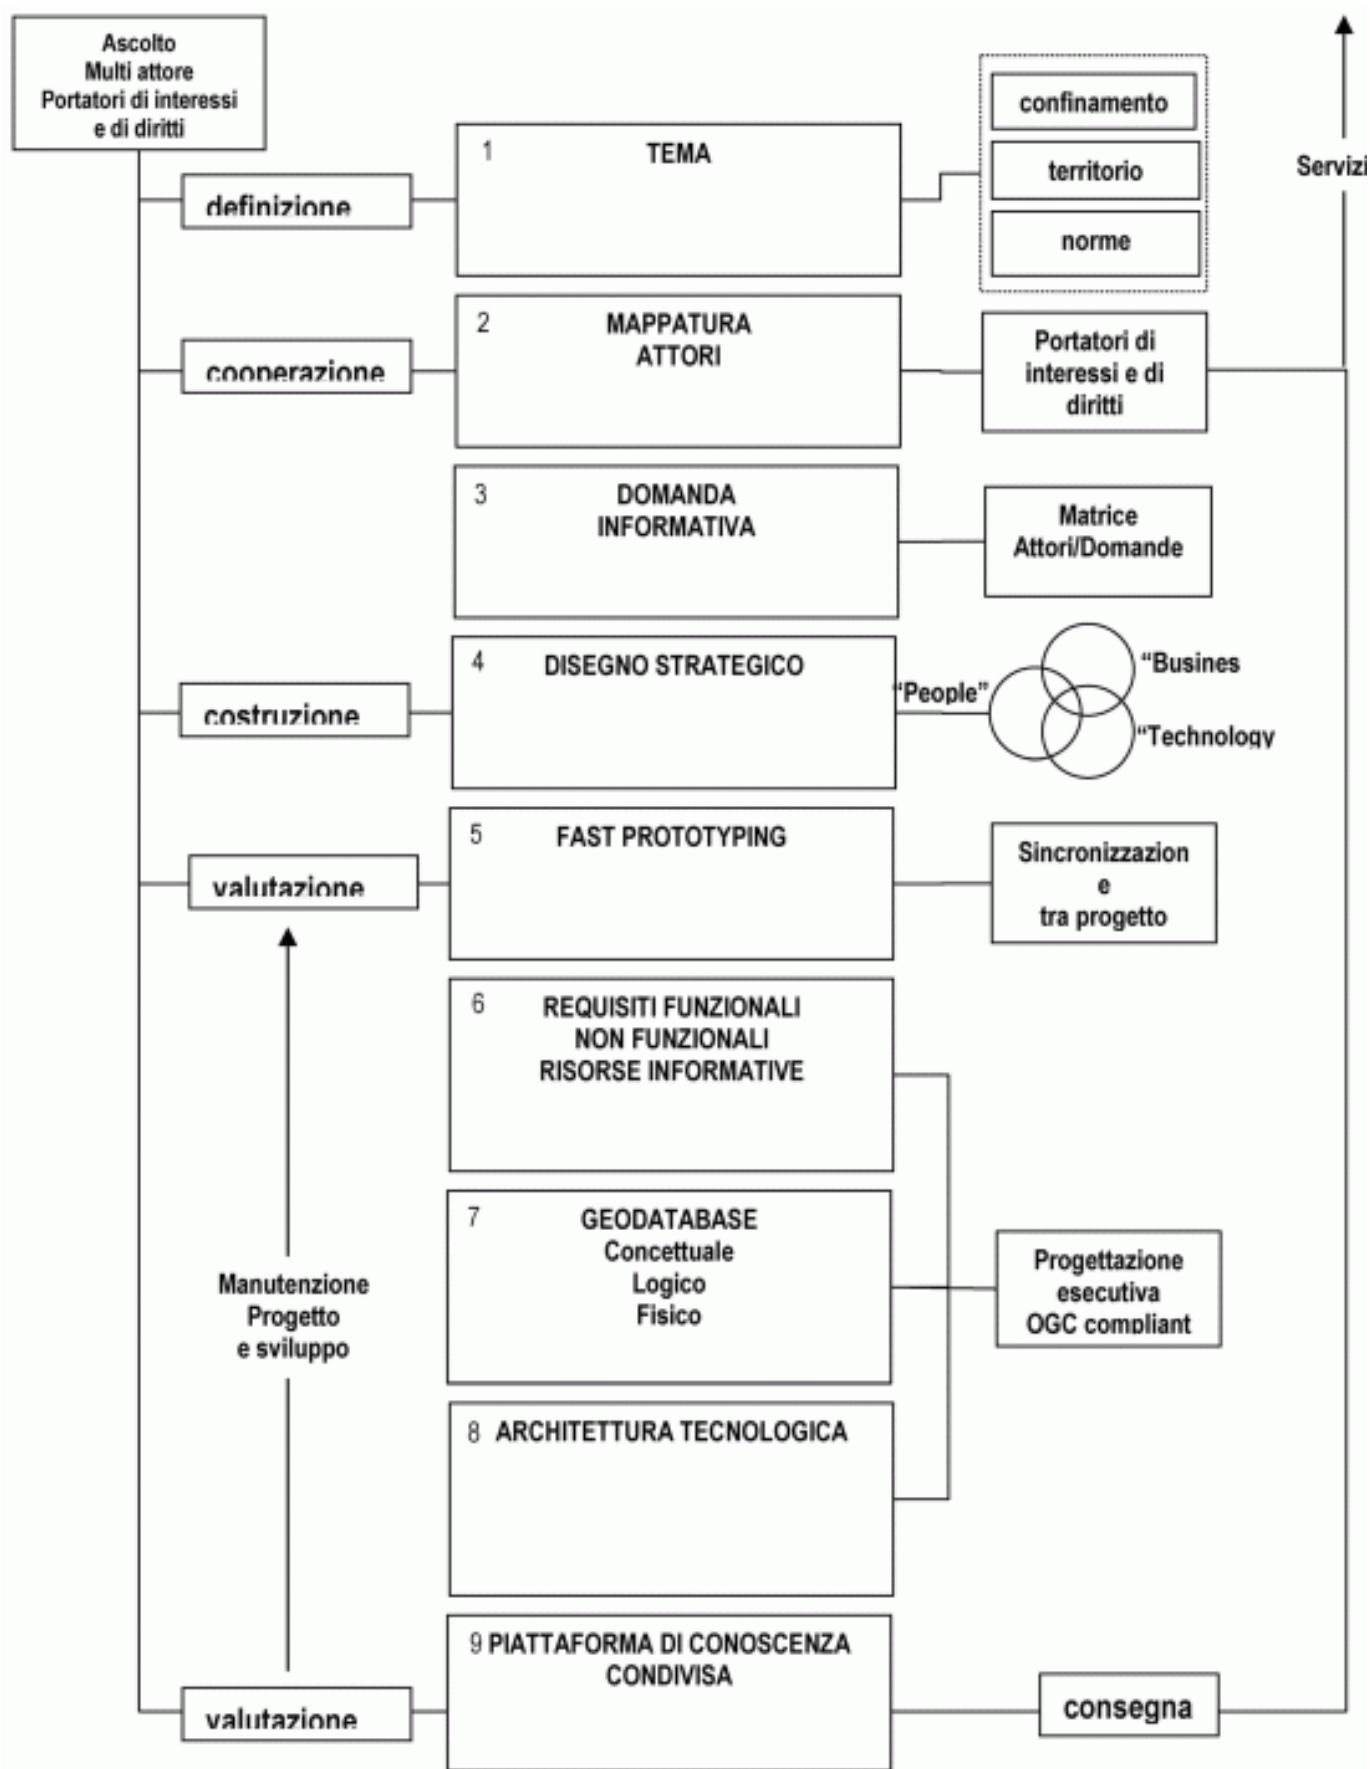 Ascolto
Multi attore
Portatori di interessi
e di diritti
definizione
1
TEMA
confinamento
territorio
norme
Servizi
cooperazione
2
MAPPATURA
ATTORI
Portatori di
interessi e di
diritti
3
DOMANDA
INFORMATIVA
Matrice
Attori/Domande
costruzione
4
DISEGNO STRATEGICO
“People”
“Busines
“Technology
valutazione
5
FAST PROTOTYPING
Sincronizzazion
e
tra progetto
6
REQUISITI FUNZIONALI
NON FUNZIONALI
RISORSE INFORMATIVE
7
GEODATABASE
Concettuale
Logico
Fisico
Progettazione
esecutiva
OGC compliant
Manutenzione
Progetto
e sviluppo
8 ARCHITETTURA TECNOLOGICA
valutazione
9 PIATTAFORMA DI CONOSCENZA
CONDIVISA
consegna